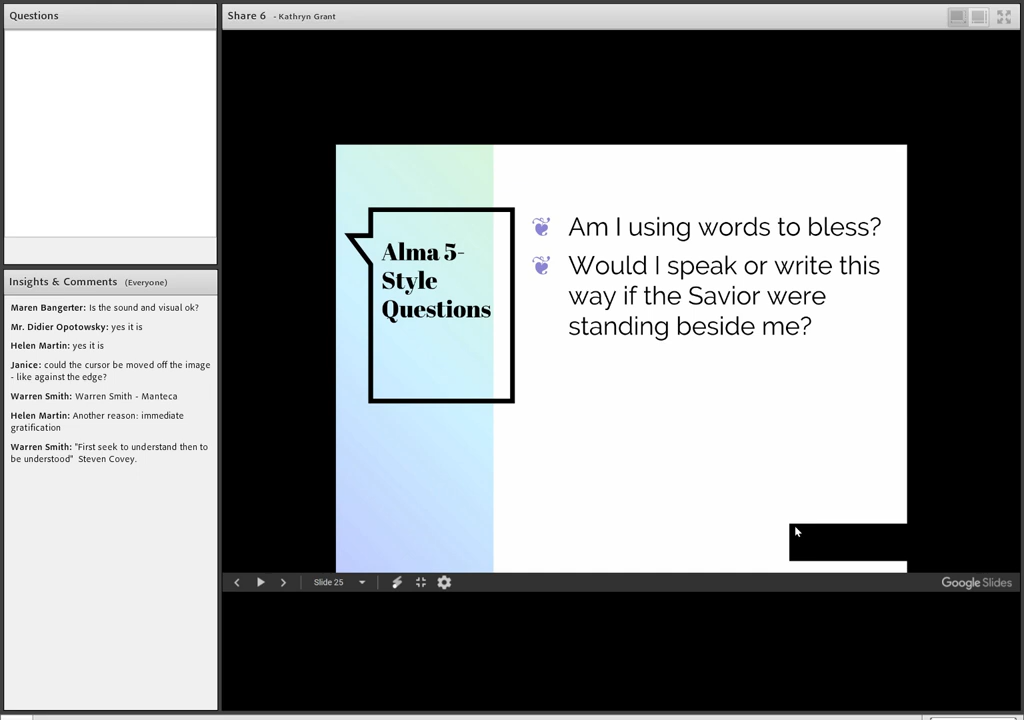 Questions
Share 6 - Kathryn Grant
Insights & Comments (Everyone)
Maren Bangerter: Is the sound and visual ok?
Mr. Didier Opotowsky: yes it is
Helen Martin: yes it is
Janice: could the cursor be moved off the image
- like against the edge?
Warren Smith: Warren Smith - Manteca
Helen Martin: Another reason: immediate
gratification
Warren Smith: "First seek to understand then to
be understood" Steven Covey.
Alma 5-
Style
Questions
Am I using words to bless?
Would I speak or write this
way if the Savior were
standing beside me?
Slide 25
Google Slides